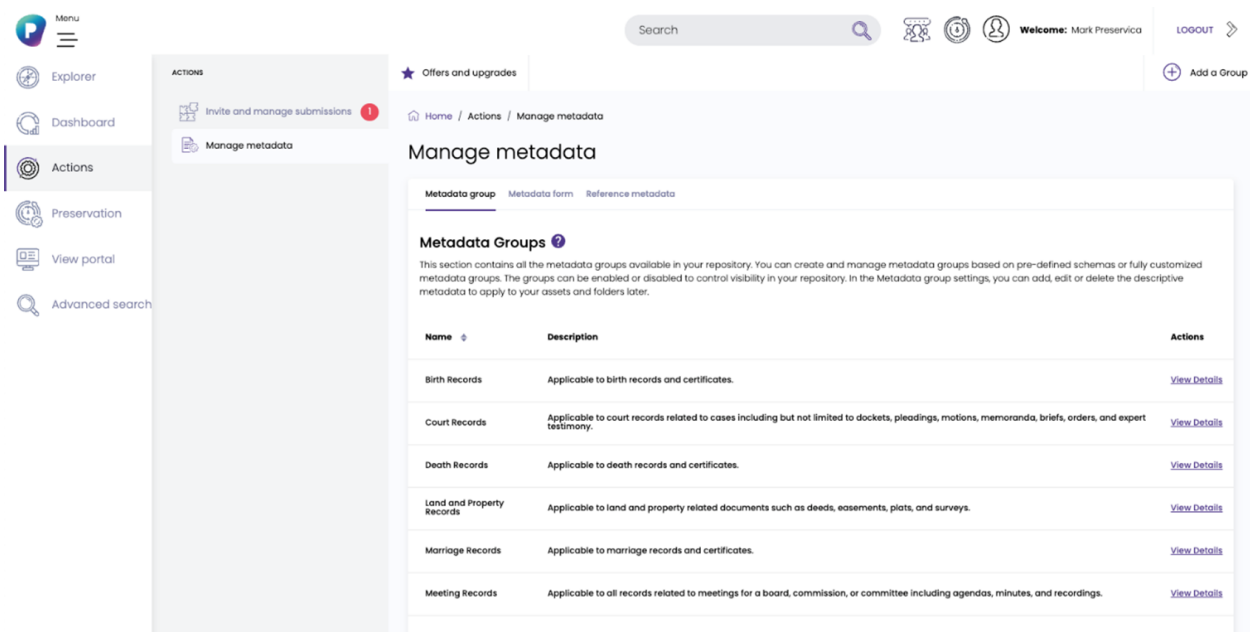 Menu
Search
Welcome: Mark Preservica
LOGOUT
Explorer
Dashboard
Actions
Preservation
View portal
Advanced search
ACTIONS
Invite and manage submissions 1
Manage metadata
Offers and upgrades
Add a Group
Home / Actions / Manage metadata
Manage metadata
Metadata group Metadata form Reference metadata
Metadata Groups ?
This section contains all the metadata groups available in your repository. You can create and manage metadata groups based on pre-defined schemas or fully customized
metadata groups. The groups can be enabled or disabled to control visibility in your repository. In the Metadata group settings, you can add, edit or delete the descriptive
metadata to apply to your assets and folders later.
Name Description Actions
Birth Records Applicable to birth records and certificates. View Details
Court Records Applicable to court records related to cases including but not limited to dockets, pleadings, motions, memoranda, briefs, orders, and expert
testimony. View Details
Death Records Applicable to death records and certificates. View Details
Land and Property
Records Applicable to land and property related documents such as deeds, easements, plats, and surveys. View Details
Marriage Records Applicable to marriage records and certificates. View Details
Meeting Records Applicable to all records related to meetings for a board, commission, or committee including agendas, minutes, and recordings. View Details